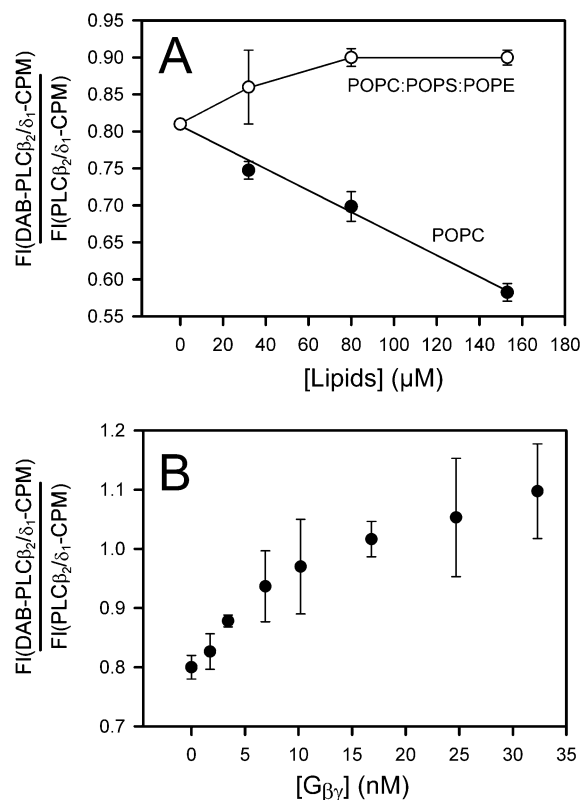 A
0.95
0.90
0.85
0.80
0.75
0.70
0.65
0.60
0.55
FI(DAB-PLCβ2/δ1-CPM)
FI(PLCβ2/δ1-CPM)
POPC:POPS:POPE
POPC
0 20 40 60 80 100 120 140 160 180
[Lipids] (μM)
B
1.2
1.1
1.0
0.9
0.8
0.7
FI(DAB-PLCβ2/δ1-CPM)
FI(PLCβ2/δ1-CPM)
0 5 10 15 20 25 30 35
[Gβγ] (nM)